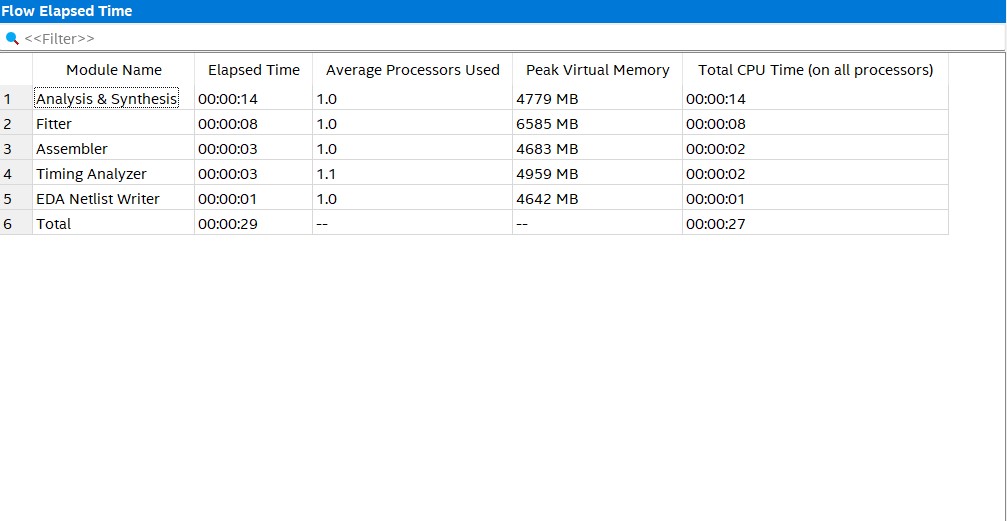 Flow Elapsed Time
<<Filter>>
Module Name Elapsed Time Average Processors Used Peak Virtual Memory Total CPU Time (on all processors)
1 Analysis & Synthesis 00:00:14 1.0 4779 MB 00:00:14
2 Fitter 00:00:08 1.0 6585 MB 00:00:08
3 Assembler 00:00:03 1.0 4683 MB 00:00:02
4 Timing Analyzer 00:00:03 1.1 4959 MB 00:00:02
5 EDA Netlist Writer 00:00:01 1.0 4642 MB 00:00:01
6 Total 00:00:29 -- -- 00:00:27